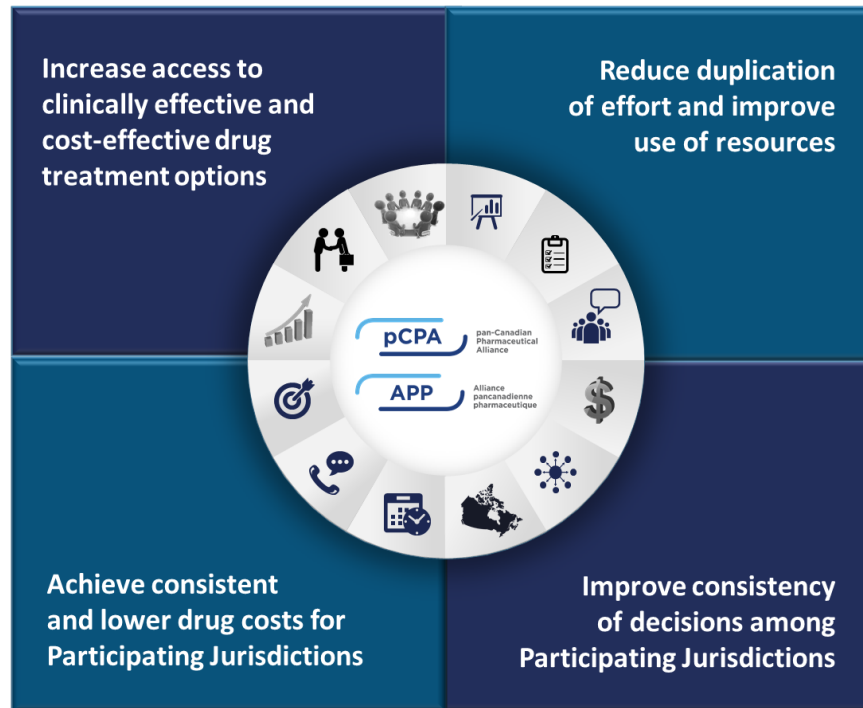 Increase access to
clinically effective and
cost-effective drug
treatment options
Reduce duplication
of effort and improve
use of resources
pCPA
pan-Canadian
Pharmaceutical
Alliance
APP
Alliance
pancanadienne
pharmaceutique
$
Achieve consistent
and lower drug costs for
Participating Jurisdictions
Improve consistency
of decisions among
Participating Jurisdictions